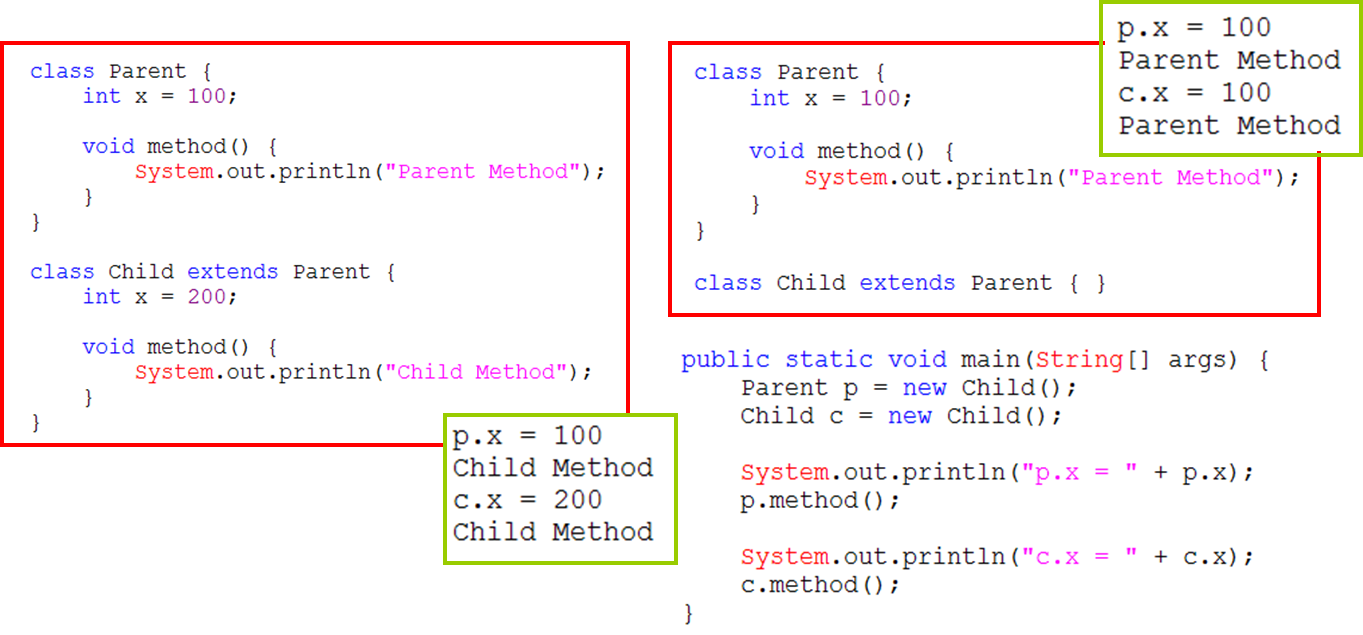 class Parent {
    int x = 100;

    void method() {
        System.out.println("Parent Method");
    }
}

class Child extends Parent {
    int x = 200;

    void method() {
        System.out.println("Child Method");
    }
}
p.x = 100
Child Method
c.x = 200
Child Method
class Parent {
    int x = 100;

    void method() {
        System.out.println("Parent Method");
    }
}

class Child extends Parent { }
p.x = 100
Parent Method
c.x = 100
Parent Method
public static void main(String[] args) {
    Parent p = new Child();
    Child c = new Child();

    System.out.println("p.x = " + p.x);
    p.method();

    System.out.println("c.x = " + c.x);
    c.method();
}